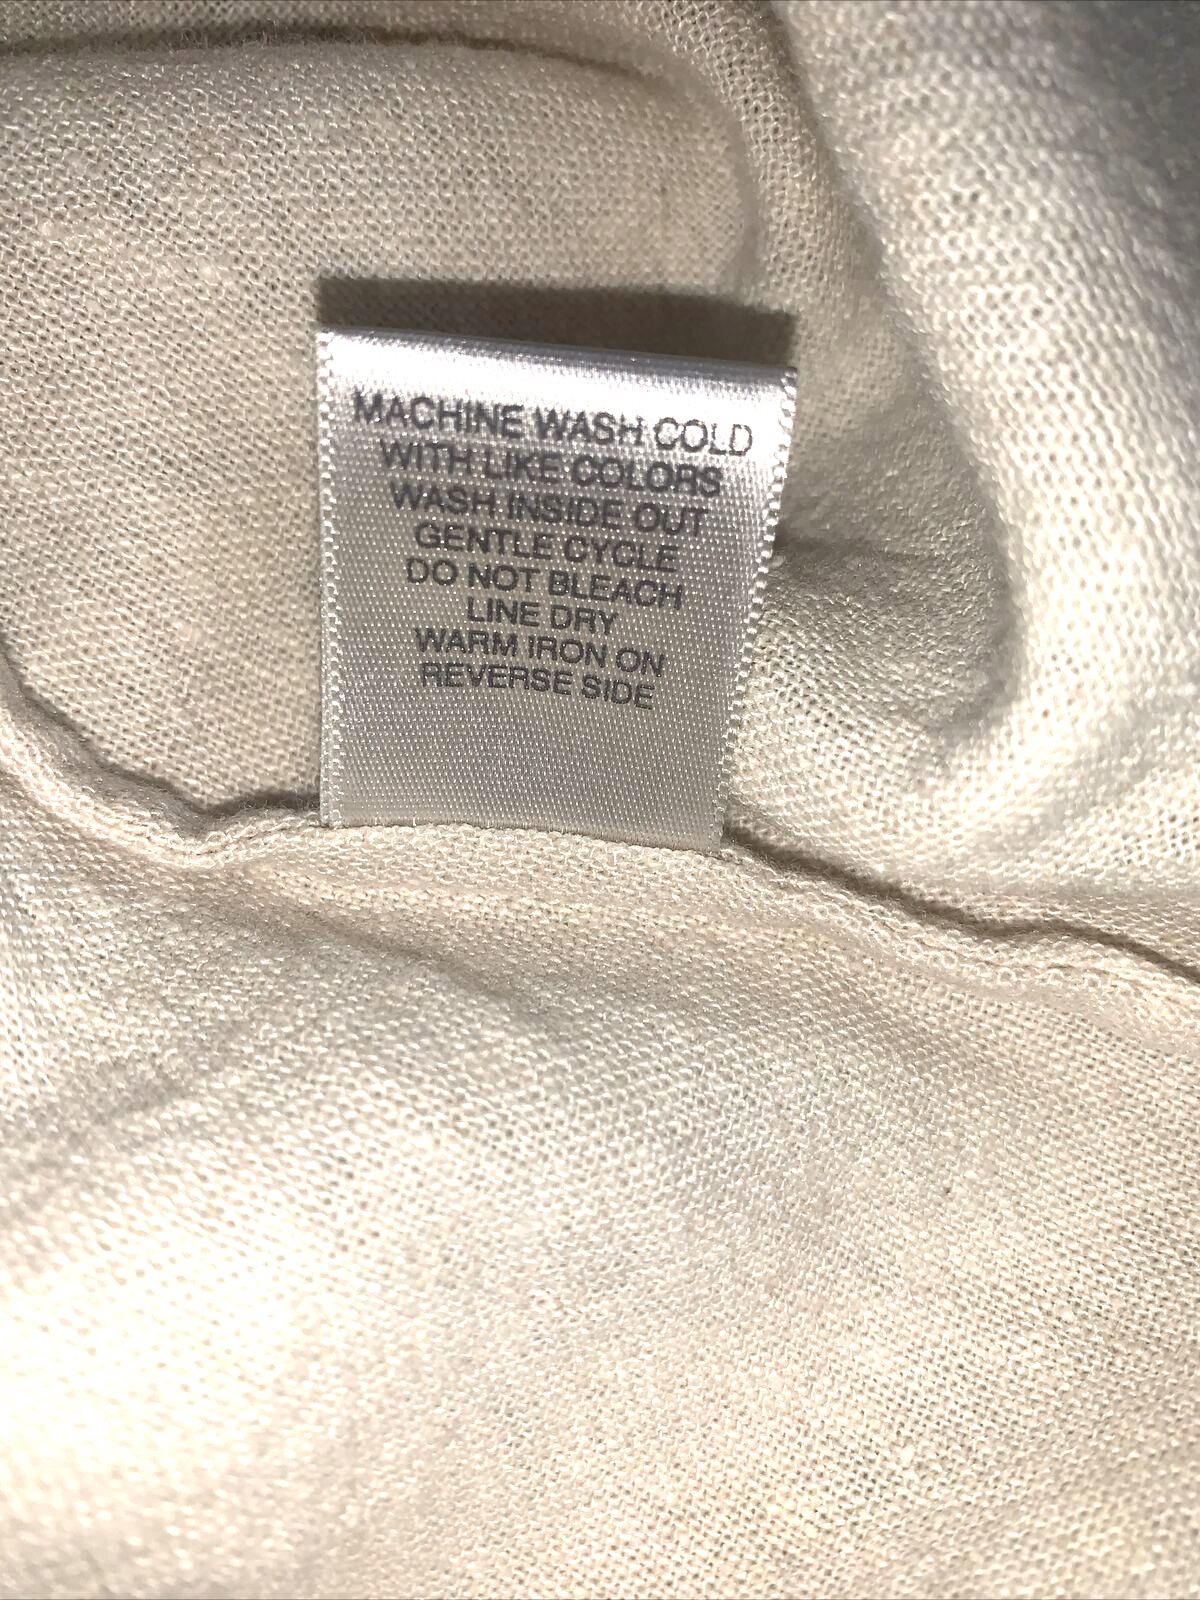 MACHINE WASH COLD
WITH LIKE COLORS
WASH INSIDE OUT
GENTLE CYCLE
DO NOT BLEACH
LINE DRY
WARM IRON ON
REVERSE SIDE